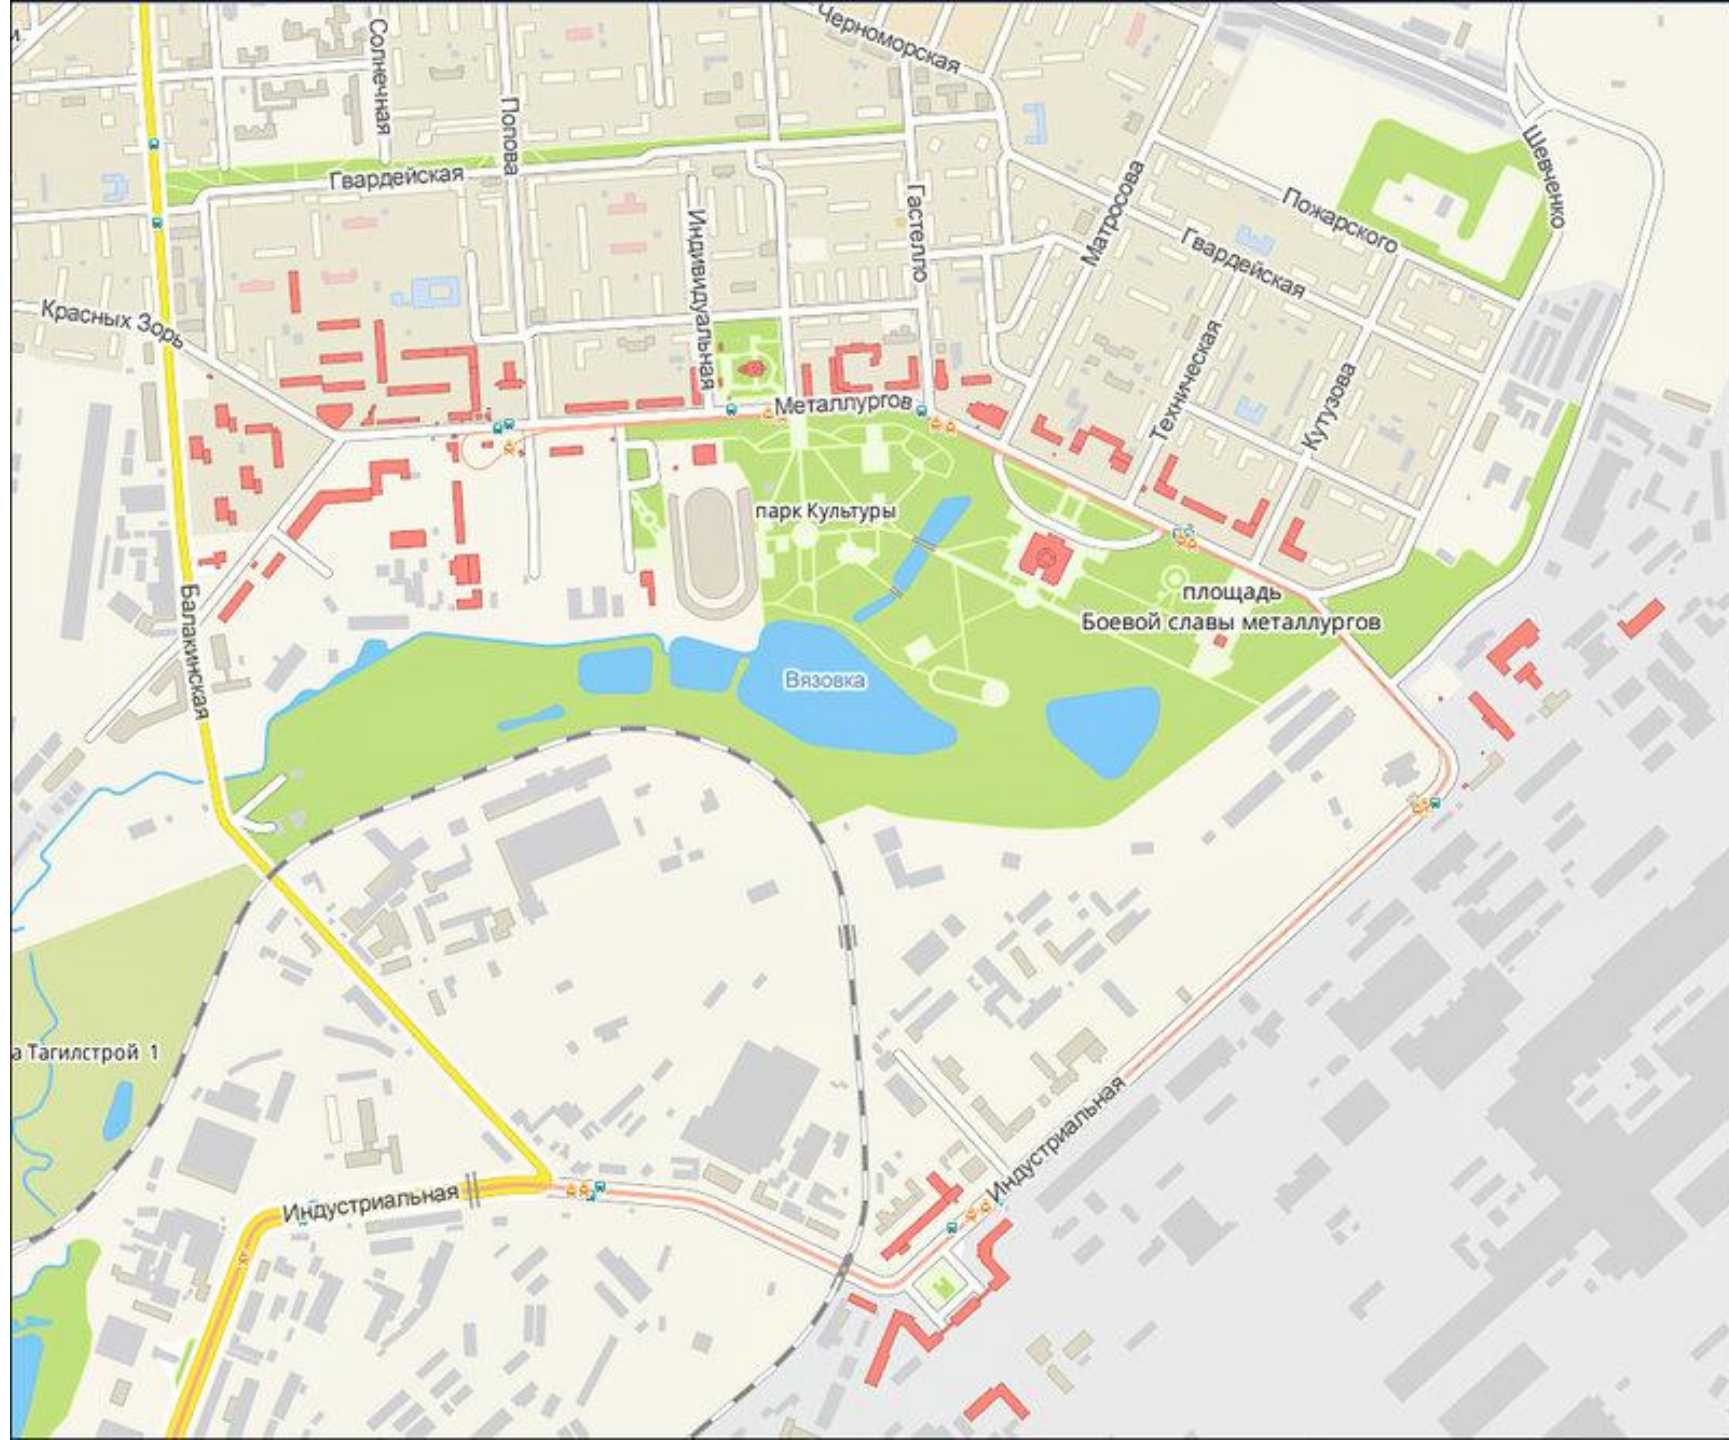 Черноморская
Солнечная
Попова
Гвардейская
Шевченко
Гастелло
Матросова
Пожарского
Индивидуальная
Гвардейская
Красных Зорь
Техническая
Кутузова
Металлургов
парк Культуры
площадь
Боевой славы металлургов
Балакинская
Вязовка
а Тагилстрой 1
Индустриальная
Индустриальная